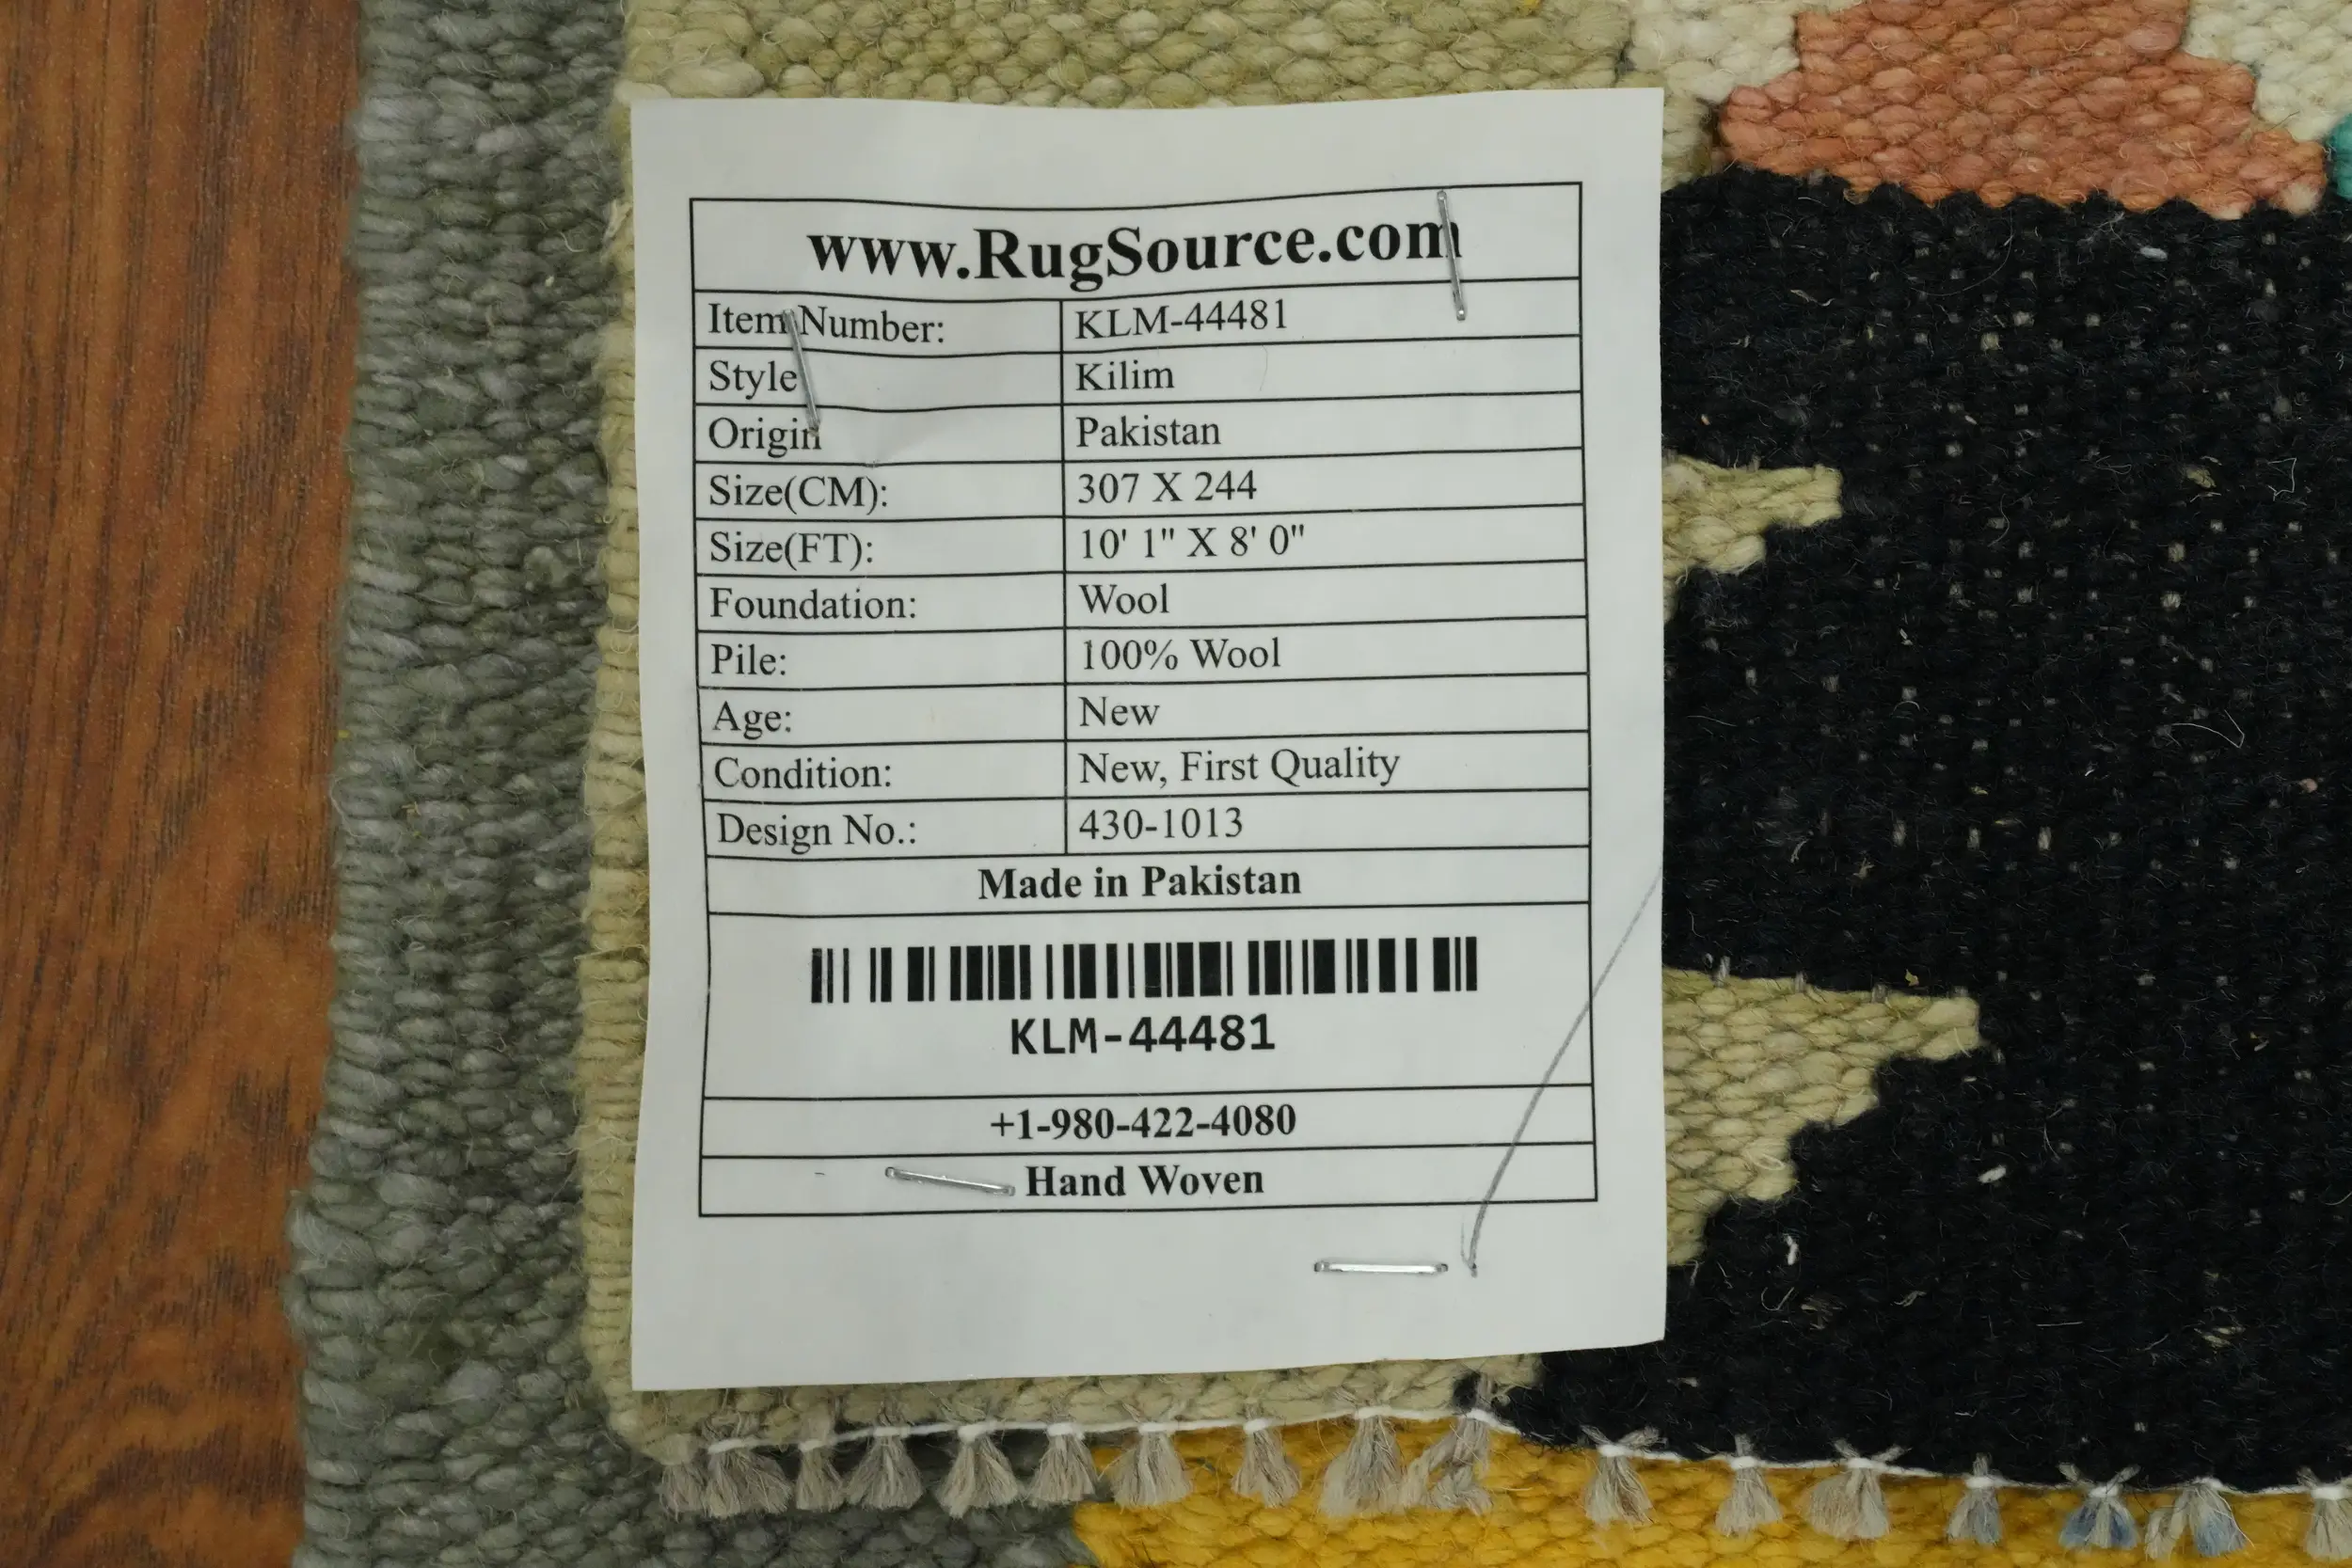 www.RugSource.com
Item Number: KLM-44481
Style Kilim
Origin Pakistan
Size(CM): 307 X 244
Size(FT): 10' 1" X 8' 0"
Foundation: Wool
Pile: 100% Wool
Age: New
Condition: New, First Quality
Design No.: 430-1013
Made in Pakistan
KLM-44481
+1-980-422-4080
Hand Woven